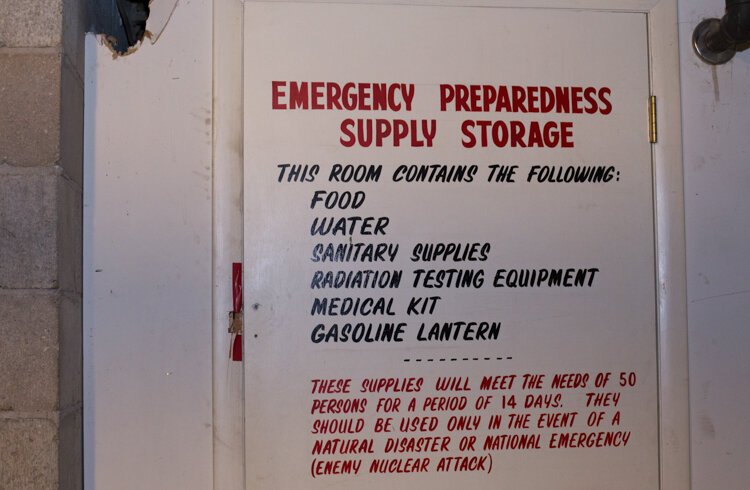 EMERGENCY PREPAREDNESS
SUPPLY STORAGE
THIS ROOM CONTAINS THE FOLLOWING:
FOOD
WATER
SANITARY SUPPLIES
RADIATION TESTING EQUIPMENT
MEDICAL KIT
GASOLINE LANTERN
----------
THESE SUPPLIES WILL MEET THE NEEDS OF 50
PERSONS FOR A PERIOD OF 14 DAYS. THEY
SHOULD BE USED ONLY IN THE EVENT OF A
NATURAL DISASTER OR NATIONAL EMERGENCY
(ENEMY NUCLEAR ATTACK)